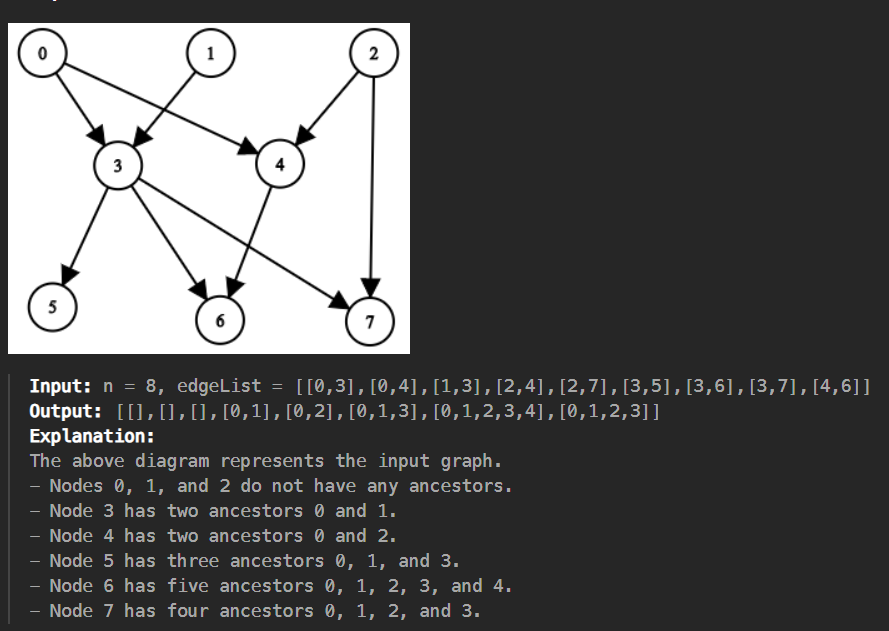 0 1 2
3 4
5 6 7
Input: n = 8, edgeList = [[0,3],[0,4],[1,3],[2,4],[2,7],[3,5],[3,6],[3,7],[4,6]]
Output: [[],[],[],[0,1],[0,2],[0,1,3],[0,1,2,3,4],[0,1,2,3]]
Explanation:
The above diagram represents the input graph.
- Nodes 0, 1, and 2 do not have any ancestors.
- Node 3 has two ancestors 0 and 1.
- Node 4 has two ancestors 0 and 2.
- Node 5 has three ancestors 0, 1, and 3.
- Node 6 has five ancestors 0, 1, 2, 3, and 4.
- Node 7 has four ancestors 0, 1, 2, and 3.